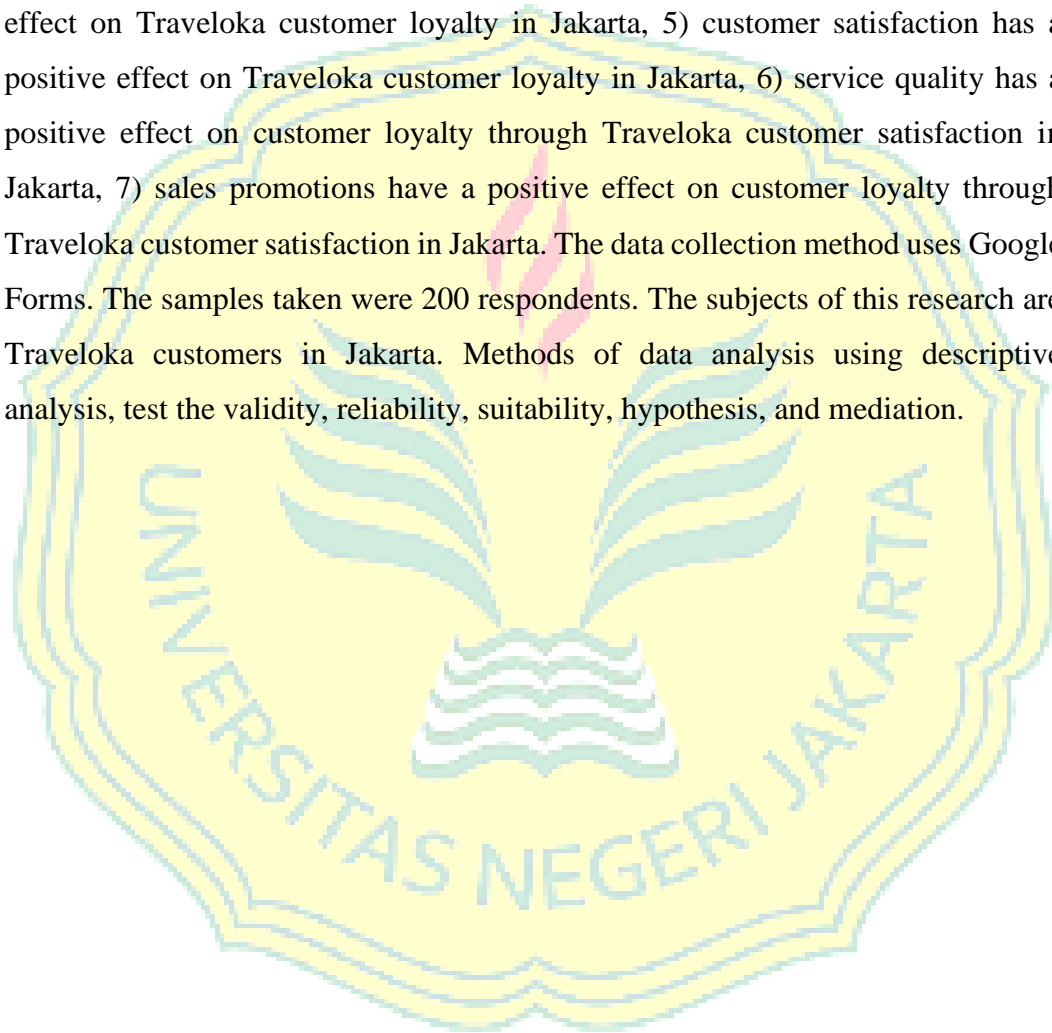 effect on Traveloka customer loyalty in Jakarta, 5) customer satisfaction has a
positive effect on Traveloka customer loyalty in Jakarta, 6) service quality has a
positive effect on customer loyalty through Traveloka customer satisfaction in
Jakarta, 7) sales promotions have a positive effect on customer loyalty through
Traveloka customer satisfaction in Jakarta. The data collection method uses Google
Forms. The samples taken were 200 respondents. The subjects of this research are
Traveloka customers in Jakarta. Methods of data analysis using descriptive
analysis, test the validity, reliability, suitability, hypothesis, and mediation.
UNIVERSITAS NEGERI JAKARTA